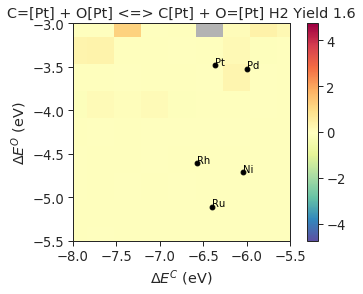 C=[Pt] + O[Pt] <=> C[Pt] + O=[Pt] H2 Yield 1.6
−3.0
−3.5
−4.0
−4.5
−5.0
−5.5
ΔE^O (eV)
Pt
Pd
Rh
Ni
Ru
−8.0 −7.5 −7.0 −6.5 −6.0 −5.5
ΔE^C (eV)
4
2
0
−2
−4